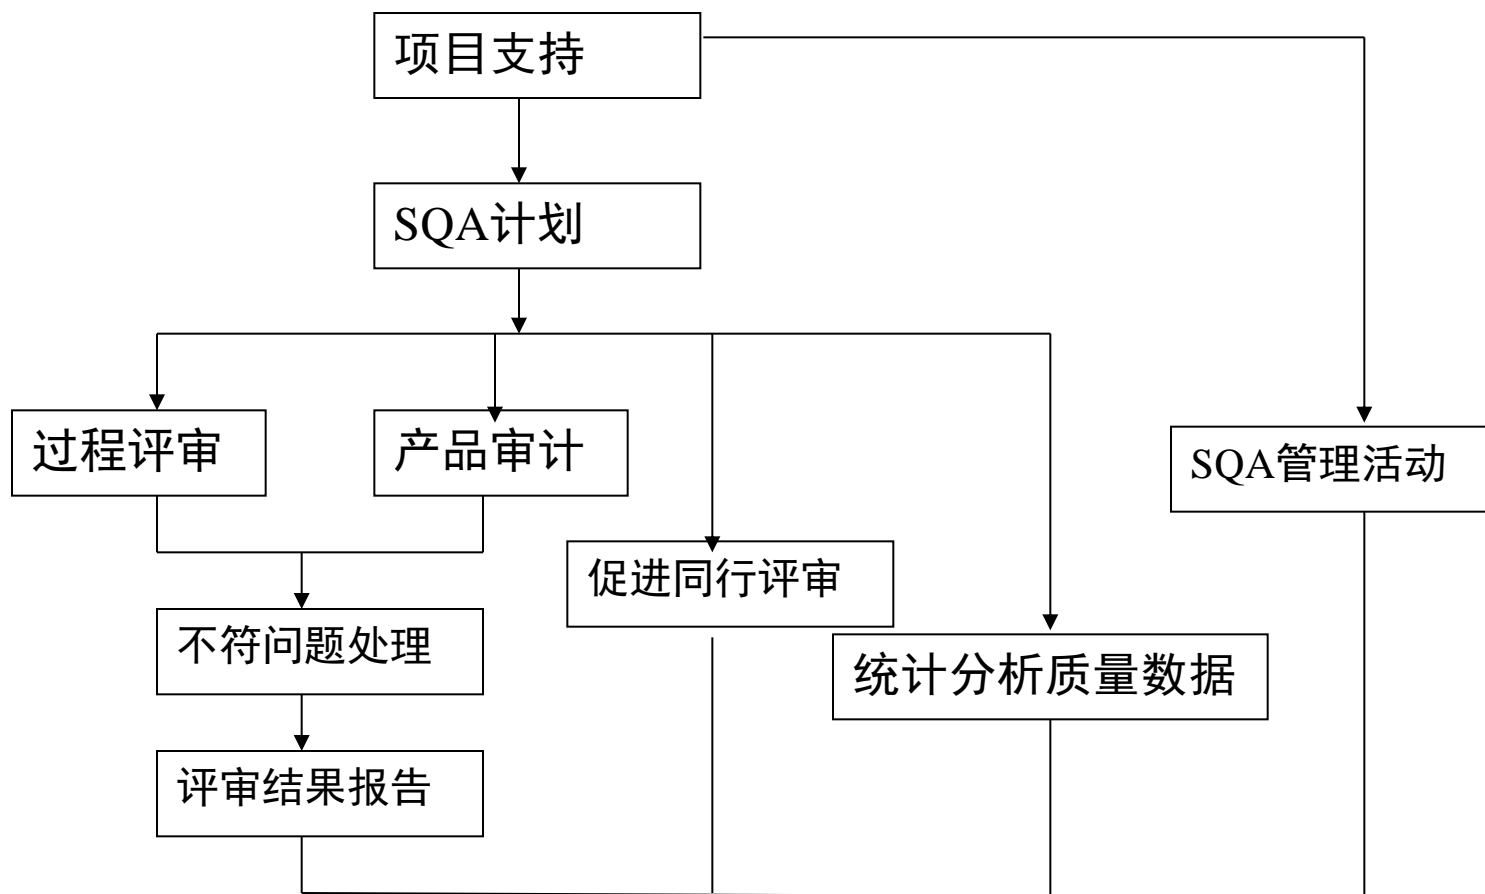 项目支持
SQA计划
过程评审
产品审计
SQA管理活动
促进同行评审
不符问题处理
统计分析质量数据
评审结果报告